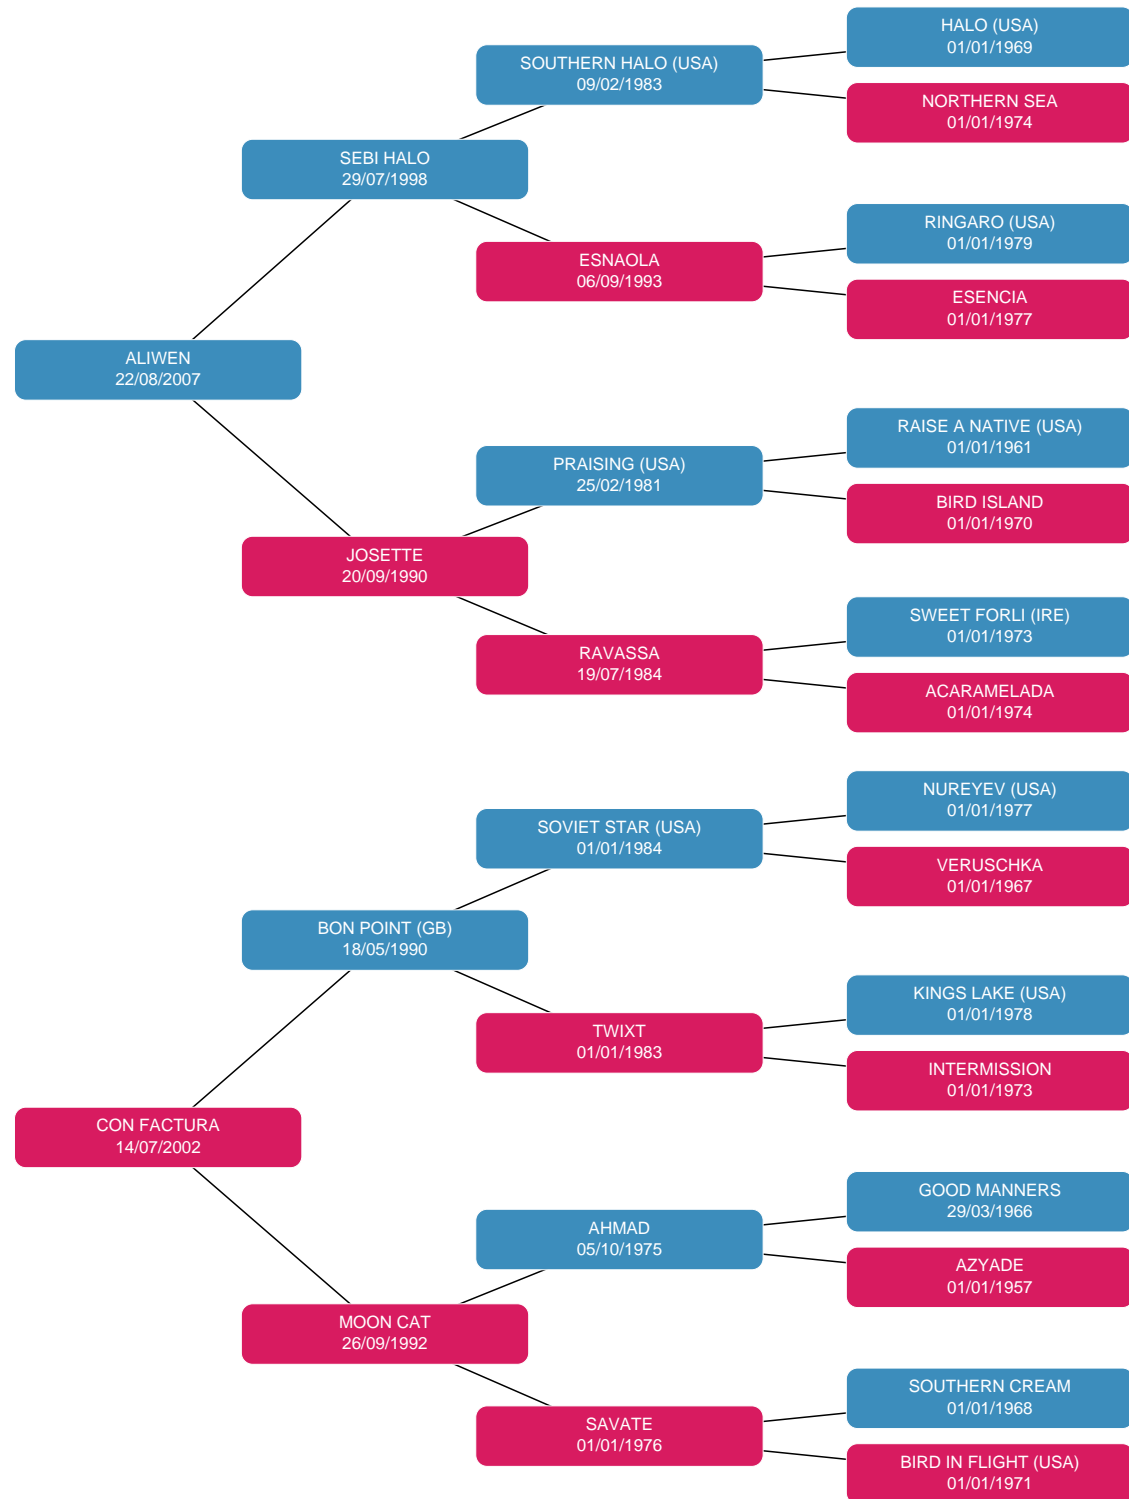 HALO (USA)
01/01/1969
SOUTHERN HALO (USA)
09/02/1983
NORTHERN SEA
01/01/1974
SEBI HALO
29/07/1998
RINGARO (USA)
01/01/1979
ESNAOLA
06/09/1993
ESENCIA
01/01/1977
ALIWEN
22/08/2007
RAISE A NATIVE (USA)
01/01/1961
PRAISING (USA)
25/02/1981
BIRD ISLAND
01/01/1970
JOSETTE
20/09/1990
SWEET FORLI (IRE)
01/01/1973
RAVASSA
19/07/1984
ACARAMELADA
01/01/1974
NUREYEV (USA)
01/01/1977
SOVIET STAR (USA)
01/01/1984
VERUSCHKA
01/01/1967
BON POINT (GB)
18/05/1990
KINGS LAKE (USA)
01/01/1978
TWIXT
01/01/1983
INTERMISSION
01/01/1973
CON FACTURA
14/07/2002
GOOD MANNERS
29/03/1966
AHMAD
05/10/1975
AZYADE
01/01/1957
MOON CAT
26/09/1992
SOUTHERN CREAM
01/01/1968
SAVATE
01/01/1976
BIRD IN FLIGHT (USA)
01/01/1971